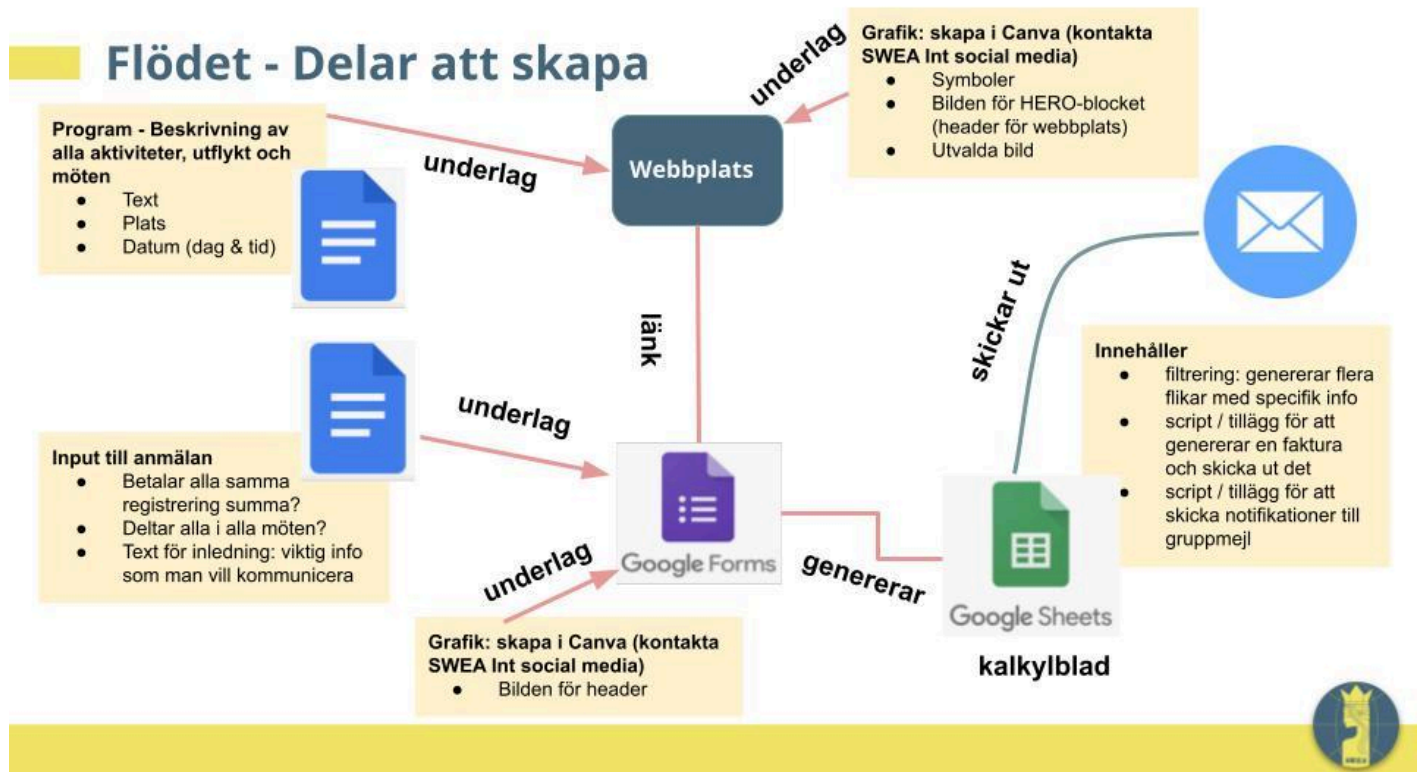 Flödet - Delar att skapa
Program - Beskrivning av
alla aktiviteter, utflykt och
möten
● Text
● Plats
● Datum (dag & tid)
underlag
Webbplats
underlag
Grafik: skapa i Canva (kontakta
SWEA Int social media)
● Symboler
● Bilden för HERO-blocket
(header för webbplats)
● Utvalda bild
länk
skickar ut
Input till anmälan
● Betalar alla samma
registrering summa?
● Deltar alla i alla möten?
● Text för inledning: viktig info
som man vill kommunicera
underlag
Google Forms
underlag
Grafik: skapa i Canva (kontakta
SWEA Int social media)
● Bilden för header
genererar
Google Sheets
kalkylblad
Innehåller
● filtrering: genererar flera
flikar med specifik info
● script / tillägg för att
genererar en faktura
och skicka ut det
● script / tillägg för att
skicka notifikationer till
gruppmejl
SWEA